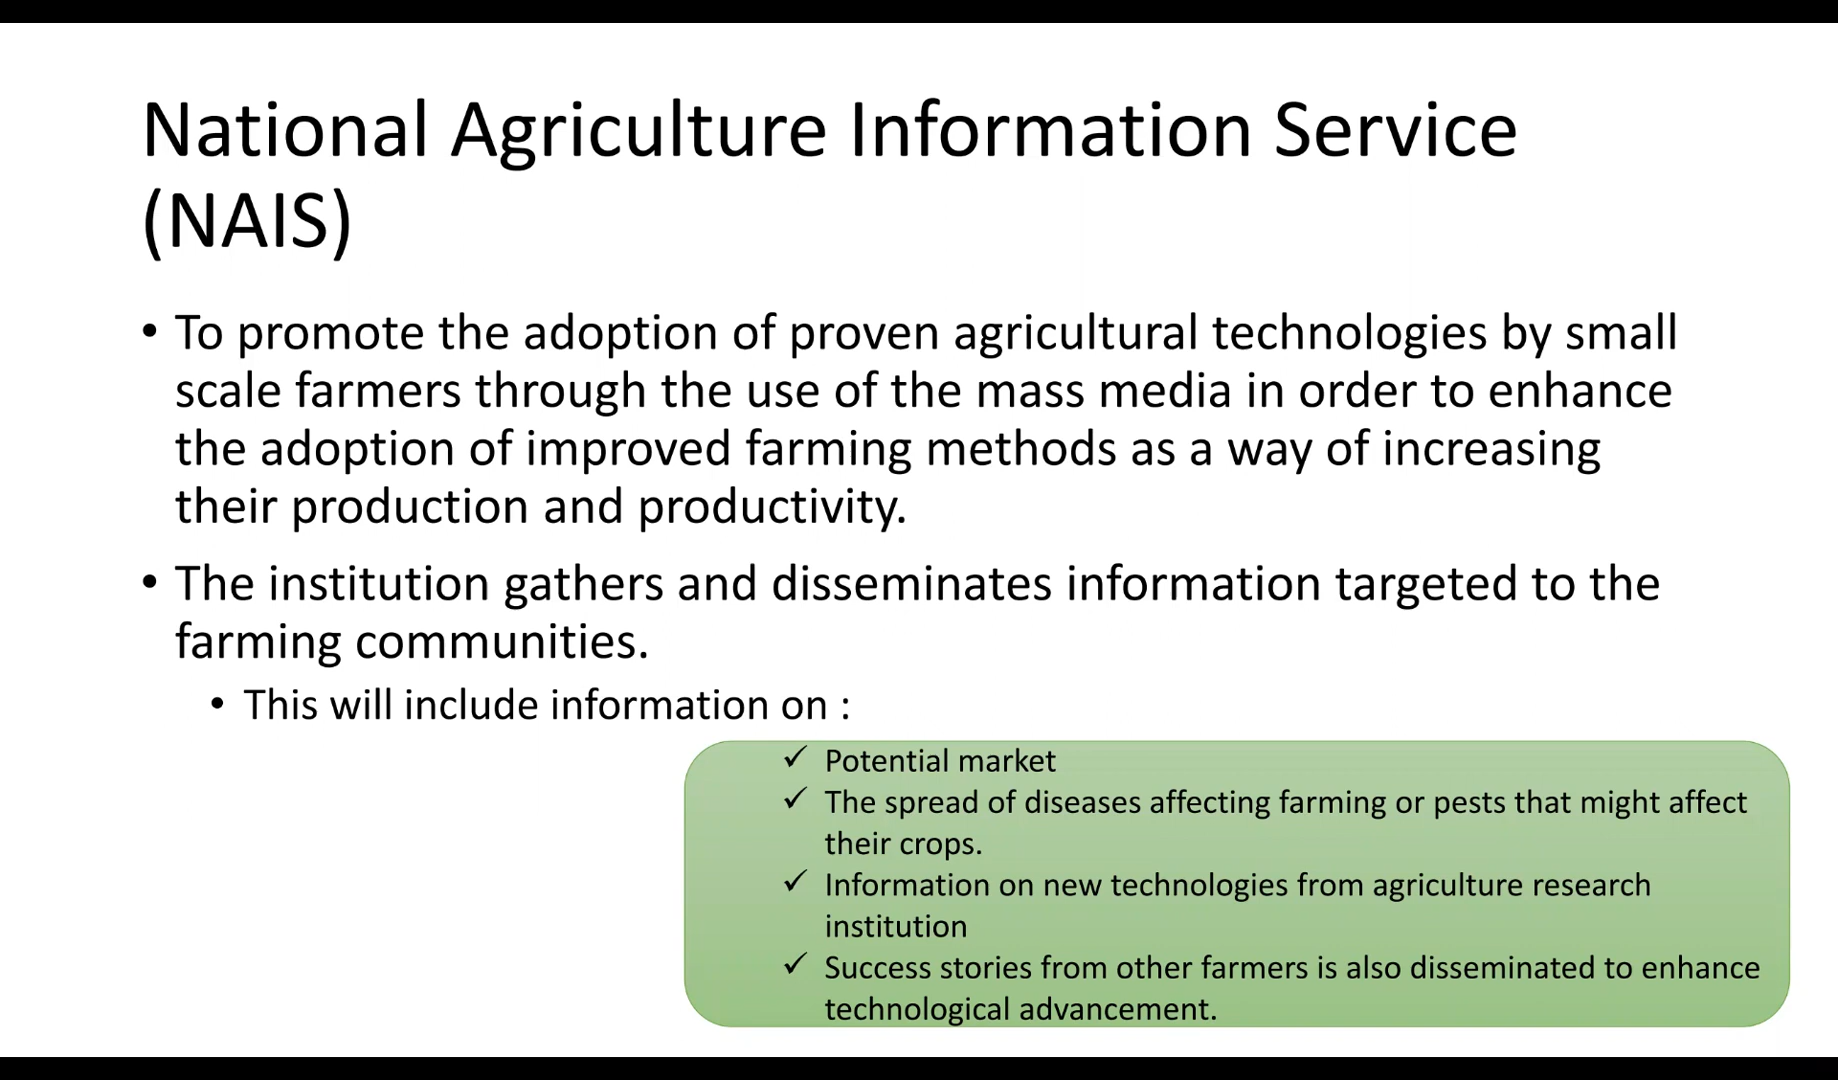 National Agriculture Information Service
(NAIS)
• To promote the adoption of proven agricultural technologies by small
scale farmers through the use of the mass media in order to enhance
the adoption of improved farming methods as a way of increasing
their production and productivity.
• The institution gathers and disseminates information targeted to the
farming communities.
• This will include information on :
✓ Potential market
✓ The spread of diseases affecting farming or pests that might affect
their crops.
✓ Information on new technologies from agriculture research
institution
✓ Success stories from other farmers is also disseminated to enhance
technological advancement.